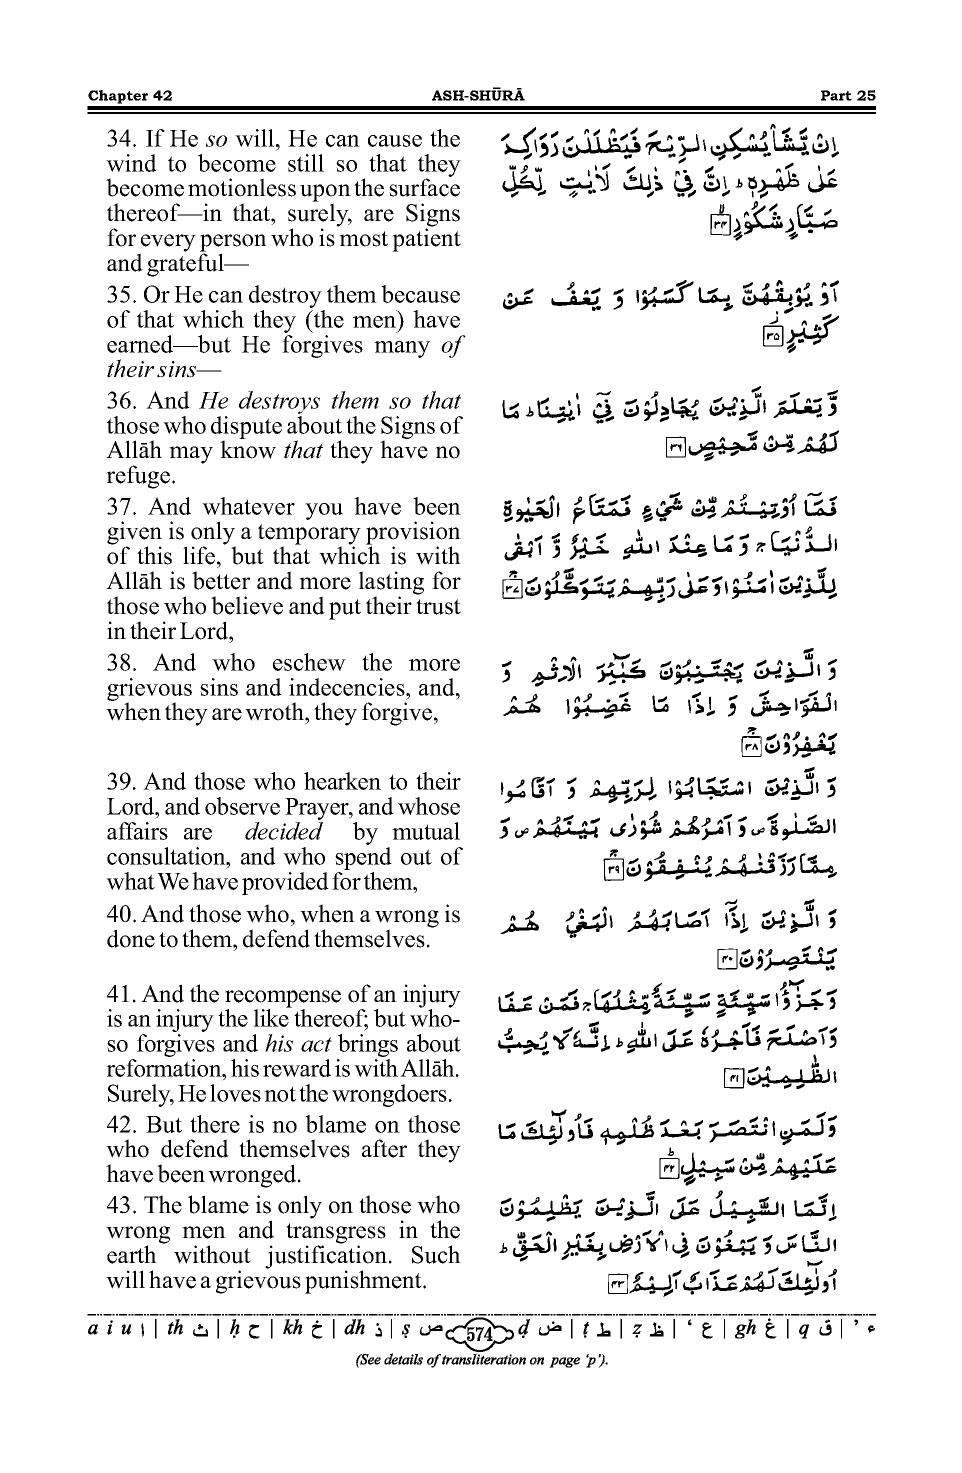 Chapter 42 ASH-SHŪRĀ Part 25
34. If He so will, He can cause the
wind to become still so that they
become motionless upon the surface
thereof—in that, surely, are Signs
for every person who is most patient
and grateful—
اِنْ يَّشَاْ يُسْكِنِ الرِّيْحَ فَيَظْلَلْنَ رَوَاكِدَ
عَلٰى ظَهْرِهٖ ؕ اِنَّ فِيْ ذٰلِكَ لَاٰيٰتٍ لِّكُلِّ
صَبَّارٍ شَكُوْرٍ ۙ﴿۳۴﴾
35. Or He can destroy them because
of that which they (the men) have
earned—but He forgives many of
their sins—
اَوْ يُوْبِقْهُنَّ بِمَا كَسَبُوْا وَ يَعْفُ عَنْ
كَثِيْرٍ ۫﴿۳۵﴾
36. And He destroys them so that
those who dispute about the Signs of
Allāh may know that they have no
refuge.
وَّ يَعْلَمَ الَّذِيْنَ يُجَادِلُوْنَ فِيْۤ اٰيٰتِنَا ؕ مَا
لَهُمْ مِّنْ مَّحِيْصٍ ﴿۳۶﴾
37. And whatever you have been
given is only a temporary provision
of this life, but that which is with
Allāh is better and more lasting for
those who believe and put their trust
in their Lord,
فَمَاۤ اُوْتِيْتُمْ مِّنْ شَيْءٍ فَمَتَاعُ الْحَيٰوةِ
الدُّنْيَا ۚ وَ مَا عِنْدَ اللّٰهِ خَيْرٌ وَّ اَبْقٰى
لِلَّذِيْنَ اٰمَنُوْا وَ عَلٰى رَبِّهِمْ يَتَوَكَّلُوْنَ ۚ﴿۳۷﴾
38. And who eschew the more
grievous sins and indecencies, and,
when they are wroth, they forgive,
وَ الَّذِيْنَ يَجْتَنِبُوْنَ كَبٰٓئِرَ الْاِثْمِ وَ
الْفَوَاحِشَ وَ اِذَا مَا غَضِبُوْا هُمْ
يَغْفِرُوْنَ ۚ﴿۳۸﴾
39. And those who hearken to their
Lord, and observe Prayer, and whose
affairs are decided by mutual
consultation, and who spend out of
what We have provided for them,
وَ الَّذِيْنَ اسْتَجَابُوْا لِرَبِّهِمْ وَ اَقَامُوا
الصَّلٰوةَ ۪ وَ اَمْرُهُمْ شُوْرٰى بَيْنَهُمْ ۪ وَ
مِمَّا رَزَقْنٰهُمْ يُنْفِقُوْنَ ۚ﴿۳۹﴾
40. And those who, when a wrong is
done to them, defend themselves.
وَ الَّذِيْنَ اِذَاۤ اَصَابَهُمُ الْبَغْيُ هُمْ
يَنْتَصِرُوْنَ ﴿۴۰﴾
41. And the recompense of an injury
is an injury the like thereof; but who-
so forgives and his act brings about
reformation, his reward is with Allāh.
Surely, He loves not the wrongdoers.
وَ جَزٰٓؤُا سَيِّئَةٍ سَيِّئَةٌ مِّثْلُهَا ۚ فَمَنْ عَفَا
وَ اَصْلَحَ فَاَجْرُهٗ عَلَى اللّٰهِ ؕ اِنَّهٗ لَا يُحِبُّ
الظّٰلِمِيْنَ ﴿۴۱﴾
42. But there is no blame on those
who defend themselves after they
have been wronged.
وَ لَمَنِ انْتَصَرَ بَعْدَ ظُلْمِهٖ فَاُولٰٓئِكَ مَا
عَلَيْهِمْ مِّنْ سَبِيْلٍ ؕ﴿۴۲﴾
43. The blame is only on those who
wrong men and transgress in the
earth without justification. Such
will have a grievous punishment.
اِنَّمَا السَّبِيْلُ عَلَى الَّذِيْنَ يَظْلِمُوْنَ
النَّاسَ وَ يَبْغُوْنَ فِي الْاَرْضِ بِغَيْرِ الْحَقِّ ؕ
اُولٰٓئِكَ لَهُمْ عَذَابٌ اَلِيْمٌ ﴿۴۳﴾
a i u ا | th ث | ḥ ح | kh خ | dh ذ | ṣ ص 574 ḍ ض | ṭ ط | ẓ ظ | ‘ ع | gh غ | q ق | ’ ء
(See details of transliteration on page ‘p’).